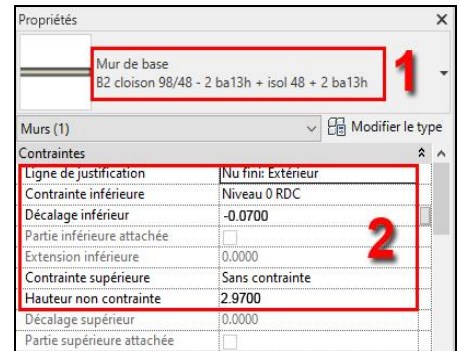 Propriétés
Mur de base
B2 cloison 98/48 - 2 ba13h + isol 48 + 2 ba13h
1
Murs (1)
Modifier le type
Contraintes
Ligne de justification Nu fini: Extérieur
Contrainte inférieure Niveau 0 RDC
Décalage inférieur -0.0700
Partie inférieure attachée
Extension inférieure 0.0000
2
Contrainte supérieure Sans contrainte
Hauteur non contrainte 2.9700
Décalage supérieur 0.0000
Partie supérieure attachée